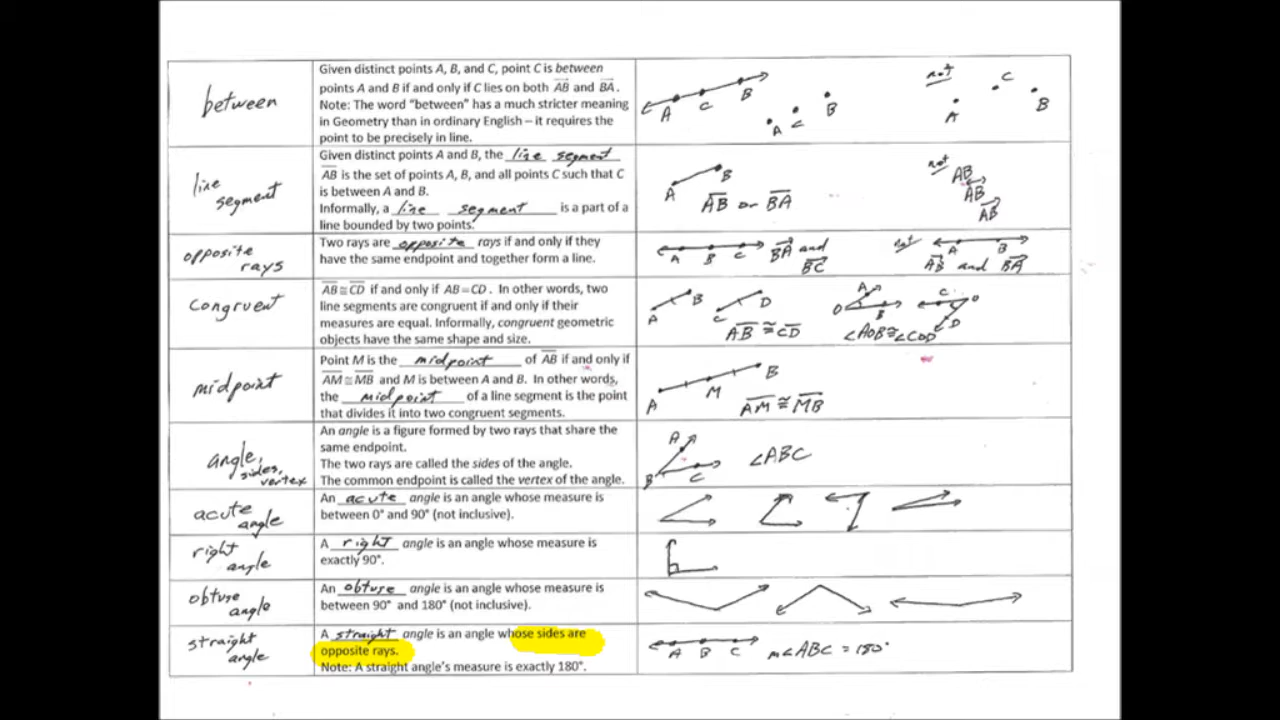 between
Given distinct points A, B, and C, point C is between
points A and B if and only if C lies on both AB and BA.
Note: The word "between" has a much stricter meaning
in Geometry than in ordinary English – it requires the
point to be precisely in line.
A C B
A C B
not
A C B
line
segment
Given distinct points A and B, the line segment
AB is the set of points A, B, and all points C such that C
is between A and B.
Informally, a line segment is a part of a
line bounded by two points.
A B
AB or BA
not
AB
AB
AB
opposite
rays
Two rays are opposite rays if and only if they
have the same endpoint and together form a line.
A B C BA and
BC
not A B
AB and BA
congruent
AB ≅ CD if and only if AB = CD. In other words, two
line segments are congruent if and only if their
measures are equal. Informally, congruent geometric
objects have the same shape and size.
A B C D
AB ≅ CD
A O B C O D
∠AOB≅∠COD
midpoint
Point M is the midpoint of AB if and only if
AM ≅ MB and M is between A and B. In other words,
the midpoint of a line segment is the point
that divides it into two congruent segments.
A M B
AM ≅ MB
angle,
sides,
vertex
An angle is a figure formed by two rays that share the
same endpoint.
The two rays are called the sides of the angle.
The common endpoint is called the vertex of the angle.
A B C ∠ABC
acute
angle
An acute angle is an angle whose measure is
between 0° and 90° (not inclusive).
right
angle
A right angle is an angle whose measure is
exactly 90°.
obtuse
angle
An obtuse angle is an angle whose measure is
between 90° and 180° (not inclusive).
straight
angle
A straight angle is an angle whose sides are
opposite rays.
Note: A straight angle's measure is exactly 180°.
A B C m∠ABC = 180°